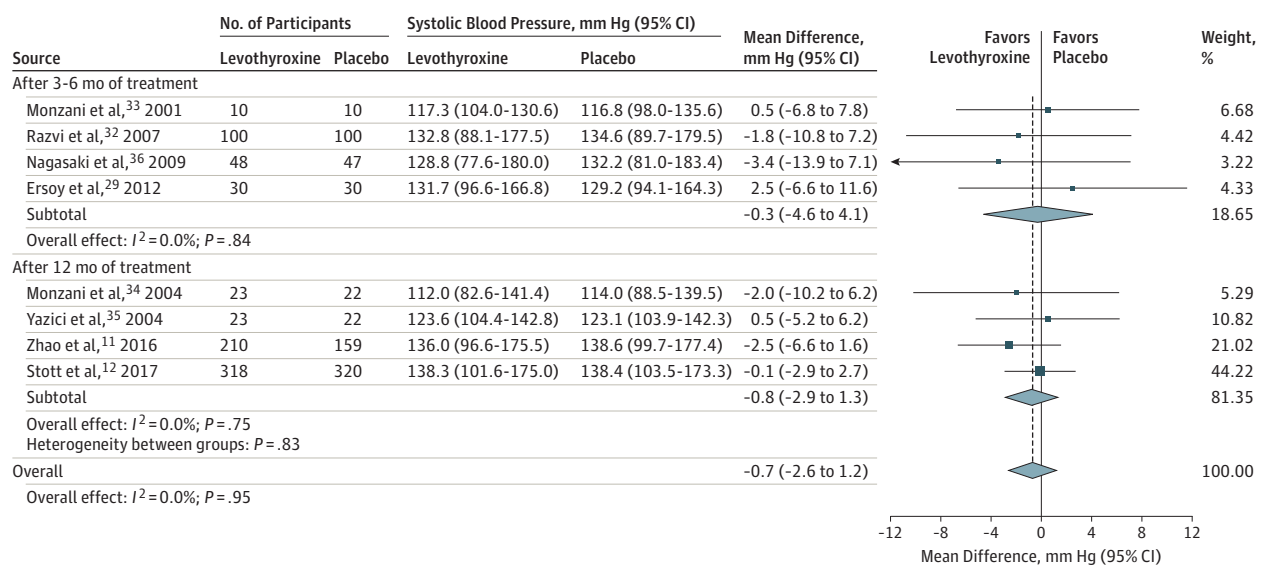 No. of Participants Systolic Blood Pressure, mm Hg (95% CI) Mean Difference, mm Hg (95% CI) Favors Levothyroxine Favors Placebo Weight, %
Source Levothyroxine Placebo Levothyroxine Placebo
After 3-6 mo of treatment
Monzani et al,33 2001 10 10 117.3 (104.0-130.6) 116.8 (98.0-135.6) 0.5 (-6.8 to 7.8) 6.68
Razvi et al,32 2007 100 100 132.8 (88.1-177.5) 134.6 (89.7-179.5) -1.8 (-10.8 to 7.2) 4.42
Nagasaki et al,36 2009 48 47 128.8 (77.6-180.0) 132.2 (81.0-183.4) -3.4 (-13.9 to 7.1) 3.22
Ersoy et al,29 2012 30 30 131.7 (96.6-166.8) 129.2 (94.1-164.3) 2.5 (-6.6 to 11.6) 4.33
Subtotal -0.3 (-4.6 to 4.1) 18.65
Overall effect: I2=0.0%; P=.84
After 12 mo of treatment
Monzani et al,34 2004 23 22 112.0 (82.6-141.4) 114.0 (88.5-139.5) -2.0 (-10.2 to 6.2) 5.29
Yazici et al,35 2004 23 22 123.6 (104.4-142.8) 123.1 (103.9-142.3) 0.5 (-5.2 to 6.2) 10.82
Zhao et al,11 2016 210 159 136.0 (96.6-175.5) 138.6 (99.7-177.4) -2.5 (-6.6 to 1.6) 21.02
Stott et al,12 2017 318 320 138.3 (101.6-175.0) 138.4 (103.5-173.3) -0.1 (-2.9 to 2.7) 44.22
Subtotal -0.8 (-2.9 to 1.3) 81.35
Overall effect: I2=0.0%; P=.75
Heterogeneity between groups: P=.83
Overall -0.7 (-2.6 to 1.2) 100.00
Overall effect: I2=0.0%; P=.95
-12 -8 -4 0 4 8 12
Mean Difference, mm Hg (95% CI)